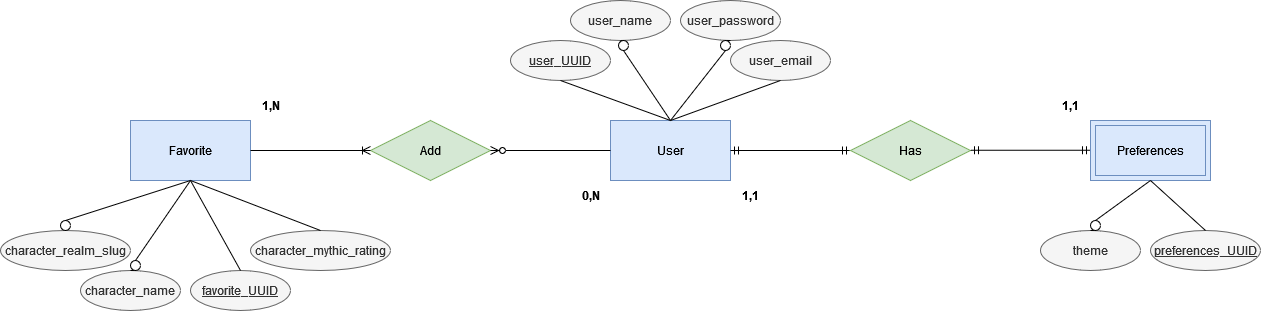 user_name
user_password
user_UUID
user_email
1,N
1,1
Favorite
Add
User
Has
Preferences
0,N
1,1
character_realm_slug
character_mythic_rating
theme
preferences_UUID
character_name
favorite_UUID